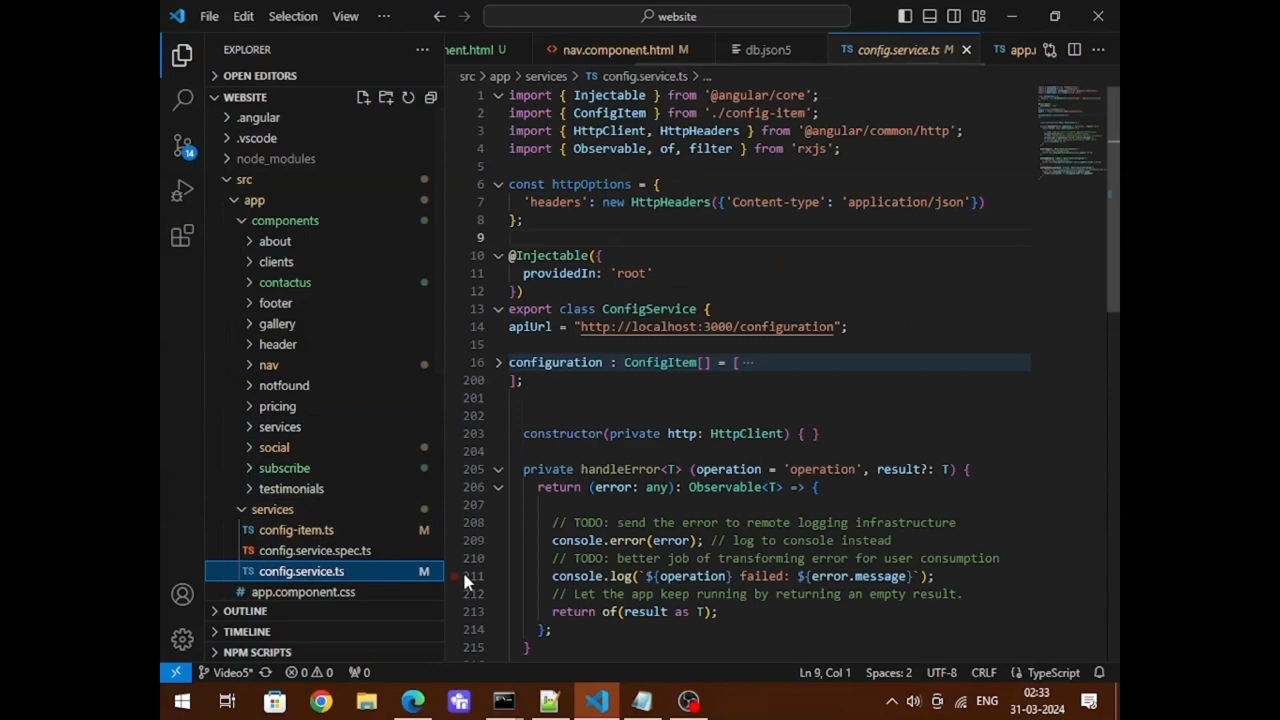 File Edit Selection View ··· website
EXPLORER ···
nent.html U
nav.component.html M
db.json5
config.service.ts M
app.
OPEN EDITORS
WEBSITE
.angular
.vscode
node_modules
src
app
components
about
clients
contactus
footer
gallery
header
nav
notfound
pricing
services
social
subscribe
testimonials
services
config-item.ts M
config.service.spec.ts
config.service.ts M
app.component.css
OUTLINE
TIMELINE
NPM SCRIPTS
14
src > app > services > TS config.service.ts > ...
1 import { Injectable } from '@angular/core';
2 import { ConfigItem } from './config-item';
3 import { HttpClient, HttpHeaders } from '@angular/common/http';
4 import { Observable, of, filter } from 'rxjs';
5
6 const httpOptions = {
7 'headers': new HttpHeaders({'Content-type': 'application/json'})
8 };
9
10 @Injectable({
11 providedIn: 'root'
12 })
13 export class ConfigService {
14 apiUrl = "http://localhost:3000/configuration";
15
16 configuration : ConfigItem[] = [ ···
200 ];
201
202
203 constructor(private http: HttpClient) { }
204
205 private handleError<T> (operation = 'operation', result?: T) {
206 return (error: any): Observable<T> => {
207
208 // TODO: send the error to remote logging infrastructure
209 console.error(error); // log to console instead
210 // TODO: better job of transforming error for user consumption
211 console.log(`${operation} failed: ${error.message}`);
212 // Let the app keep running by returning an empty result.
213 return of(result as T);
214 };
215 }
Video5* 0 0 0 Ln 9, Col 1 Spaces: 2 UTF-8 CRLF TypeScript
ENG 02:33
31-03-2024